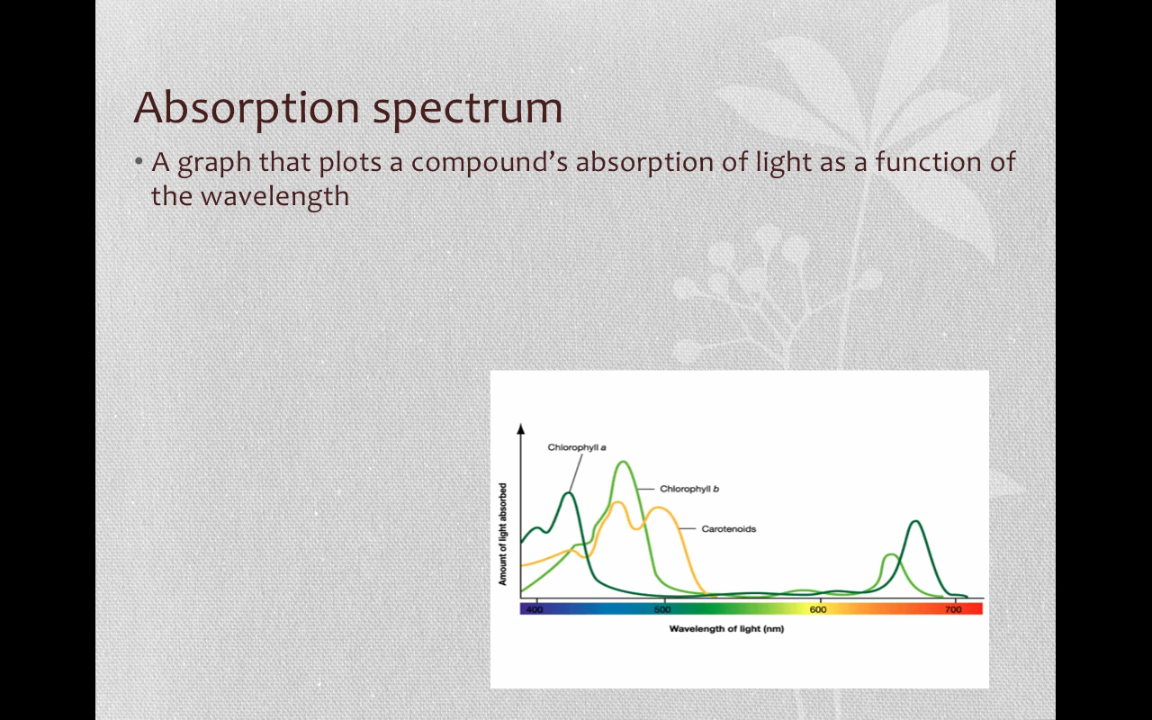 Absorption spectrum
• A graph that plots a compound’s absorption of light as a function of
the wavelength
Chlorophyll a
Chlorophyll b
Carotenoids
Amount of light absorbed
400 500 600 700
Wavelength of light (nm)